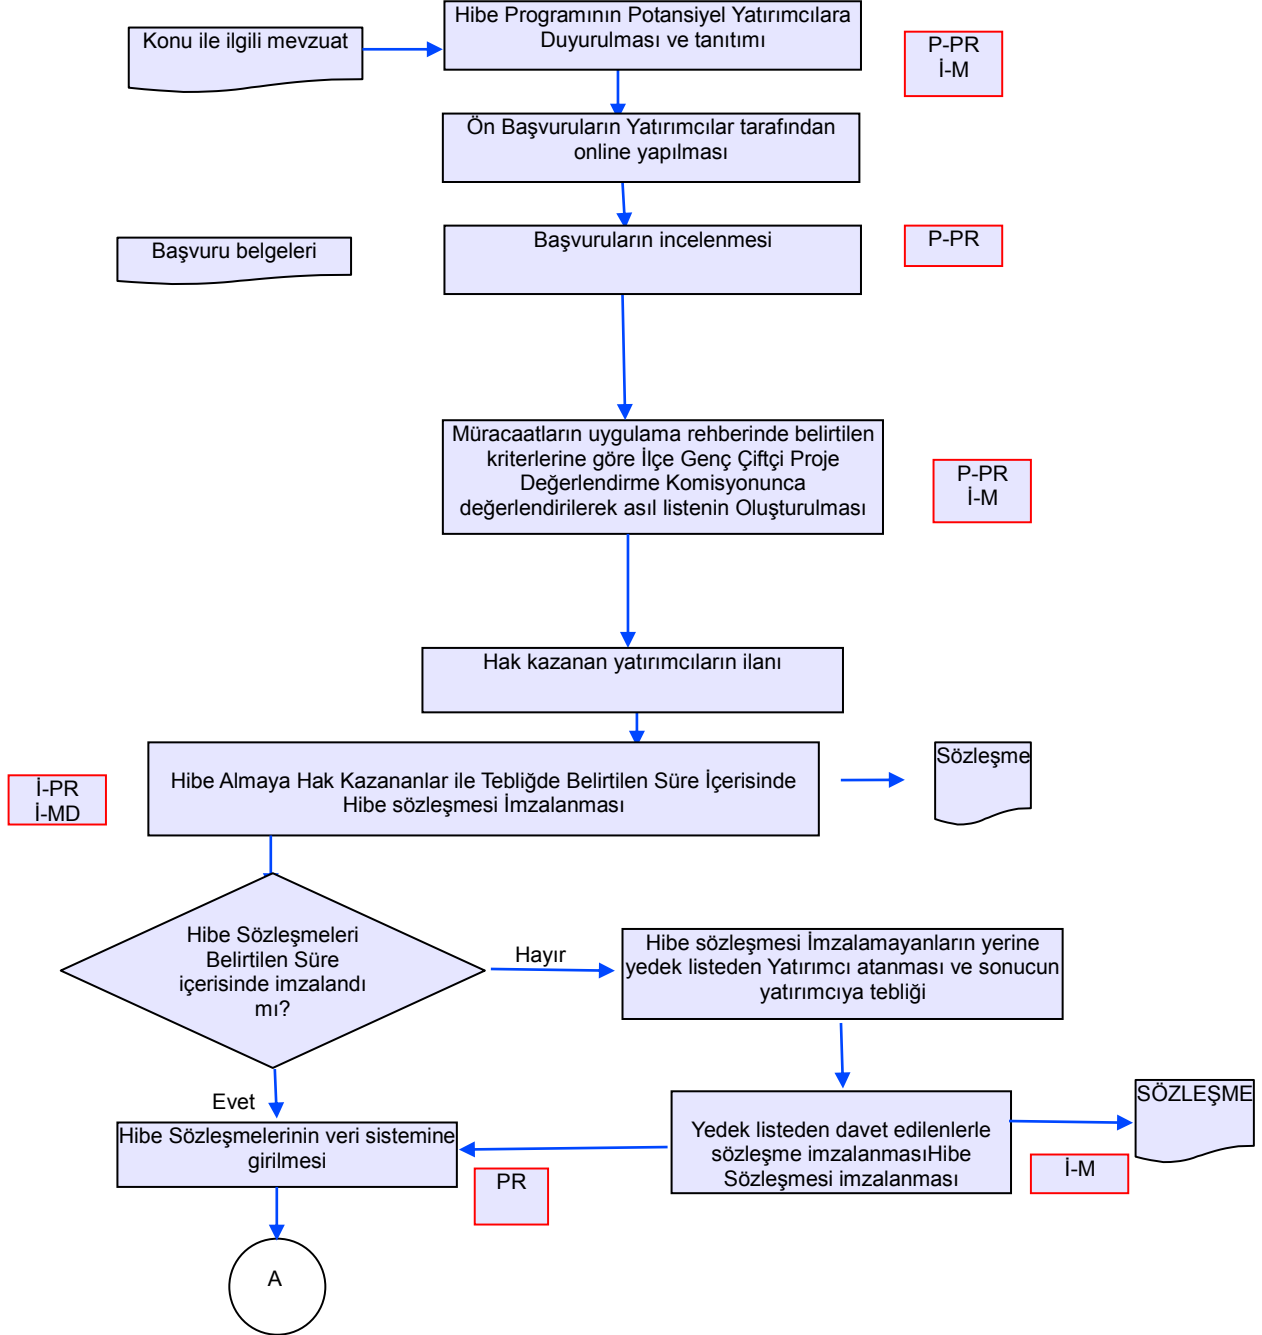 Hibe Programının Potansiyel Yatırımcılara
Duyurulması ve tanıtımı
Konu ile ilgili mevzuat
P-PR
İ-M
Ön Başvuruların Yatırımcılar tarafından
online yapılması
Başvuru belgeleri
Başvuruların incelenmesi
P-PR
Müracaatların uygulama rehberinde belirtilen
kriterlerine göre İlçe Genç Çiftçi Proje
Değerlendirme Komisyonunca
değerlendirilerek asıl listenin Oluşturulması
P-PR
İ-M
Hak kazanan yatırımcıların ilanı
İ-PR
İ-MD
Hibe Almaya Hak Kazananlar ile Tebliğde Belirtilen Süre İçerisinde
Hibe sözleşmesi İmzalanması
Sözleşme
Hibe Sözleşmeleri
Belirtilen Süre
içerisinde imzalandı
mı?
Hayır
Hibe sözleşmesi İmzalamayanların yerine
yedek listeden Yatırımcı atanması ve sonucun
yatırımcıya tebliği
Evet
Hibe Sözleşmelerinin veri sistemine
girilmesi
PR
Yedek listeden davet edilenlerle
sözleşme imzalanmasıHibe
Sözleşmesi imzalanması
SÖZLEŞME
İ-M
A